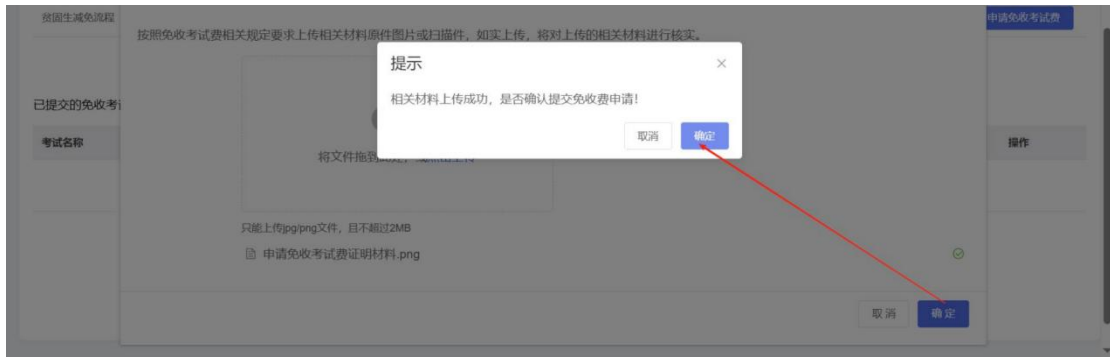 贫困生减免流程
申请免收考试费
按照免收考试费相关规定要求上传相关材料原件图片或扫描件，如实上传，将对上传的相关材料进行核实。
提示
相关材料上传成功，是否确认提交免收费申请！
取消 确定
已提交的免收考
考试名称
操作
将文件拖到
只能上传jpg/png文件，且不超过2MB
申请免收考试费证明材料.png
取消 确定